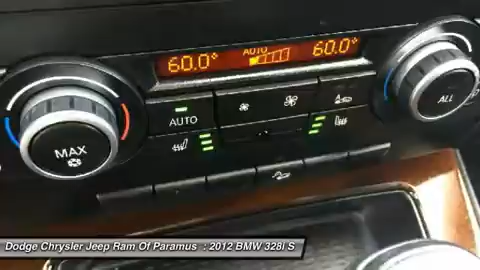 60.0°
AUTO
60.0°
AUTO
MAX
ALL
Dodge Chrysler Jeep Ram Of Paramus : 2012 BMW 328i S